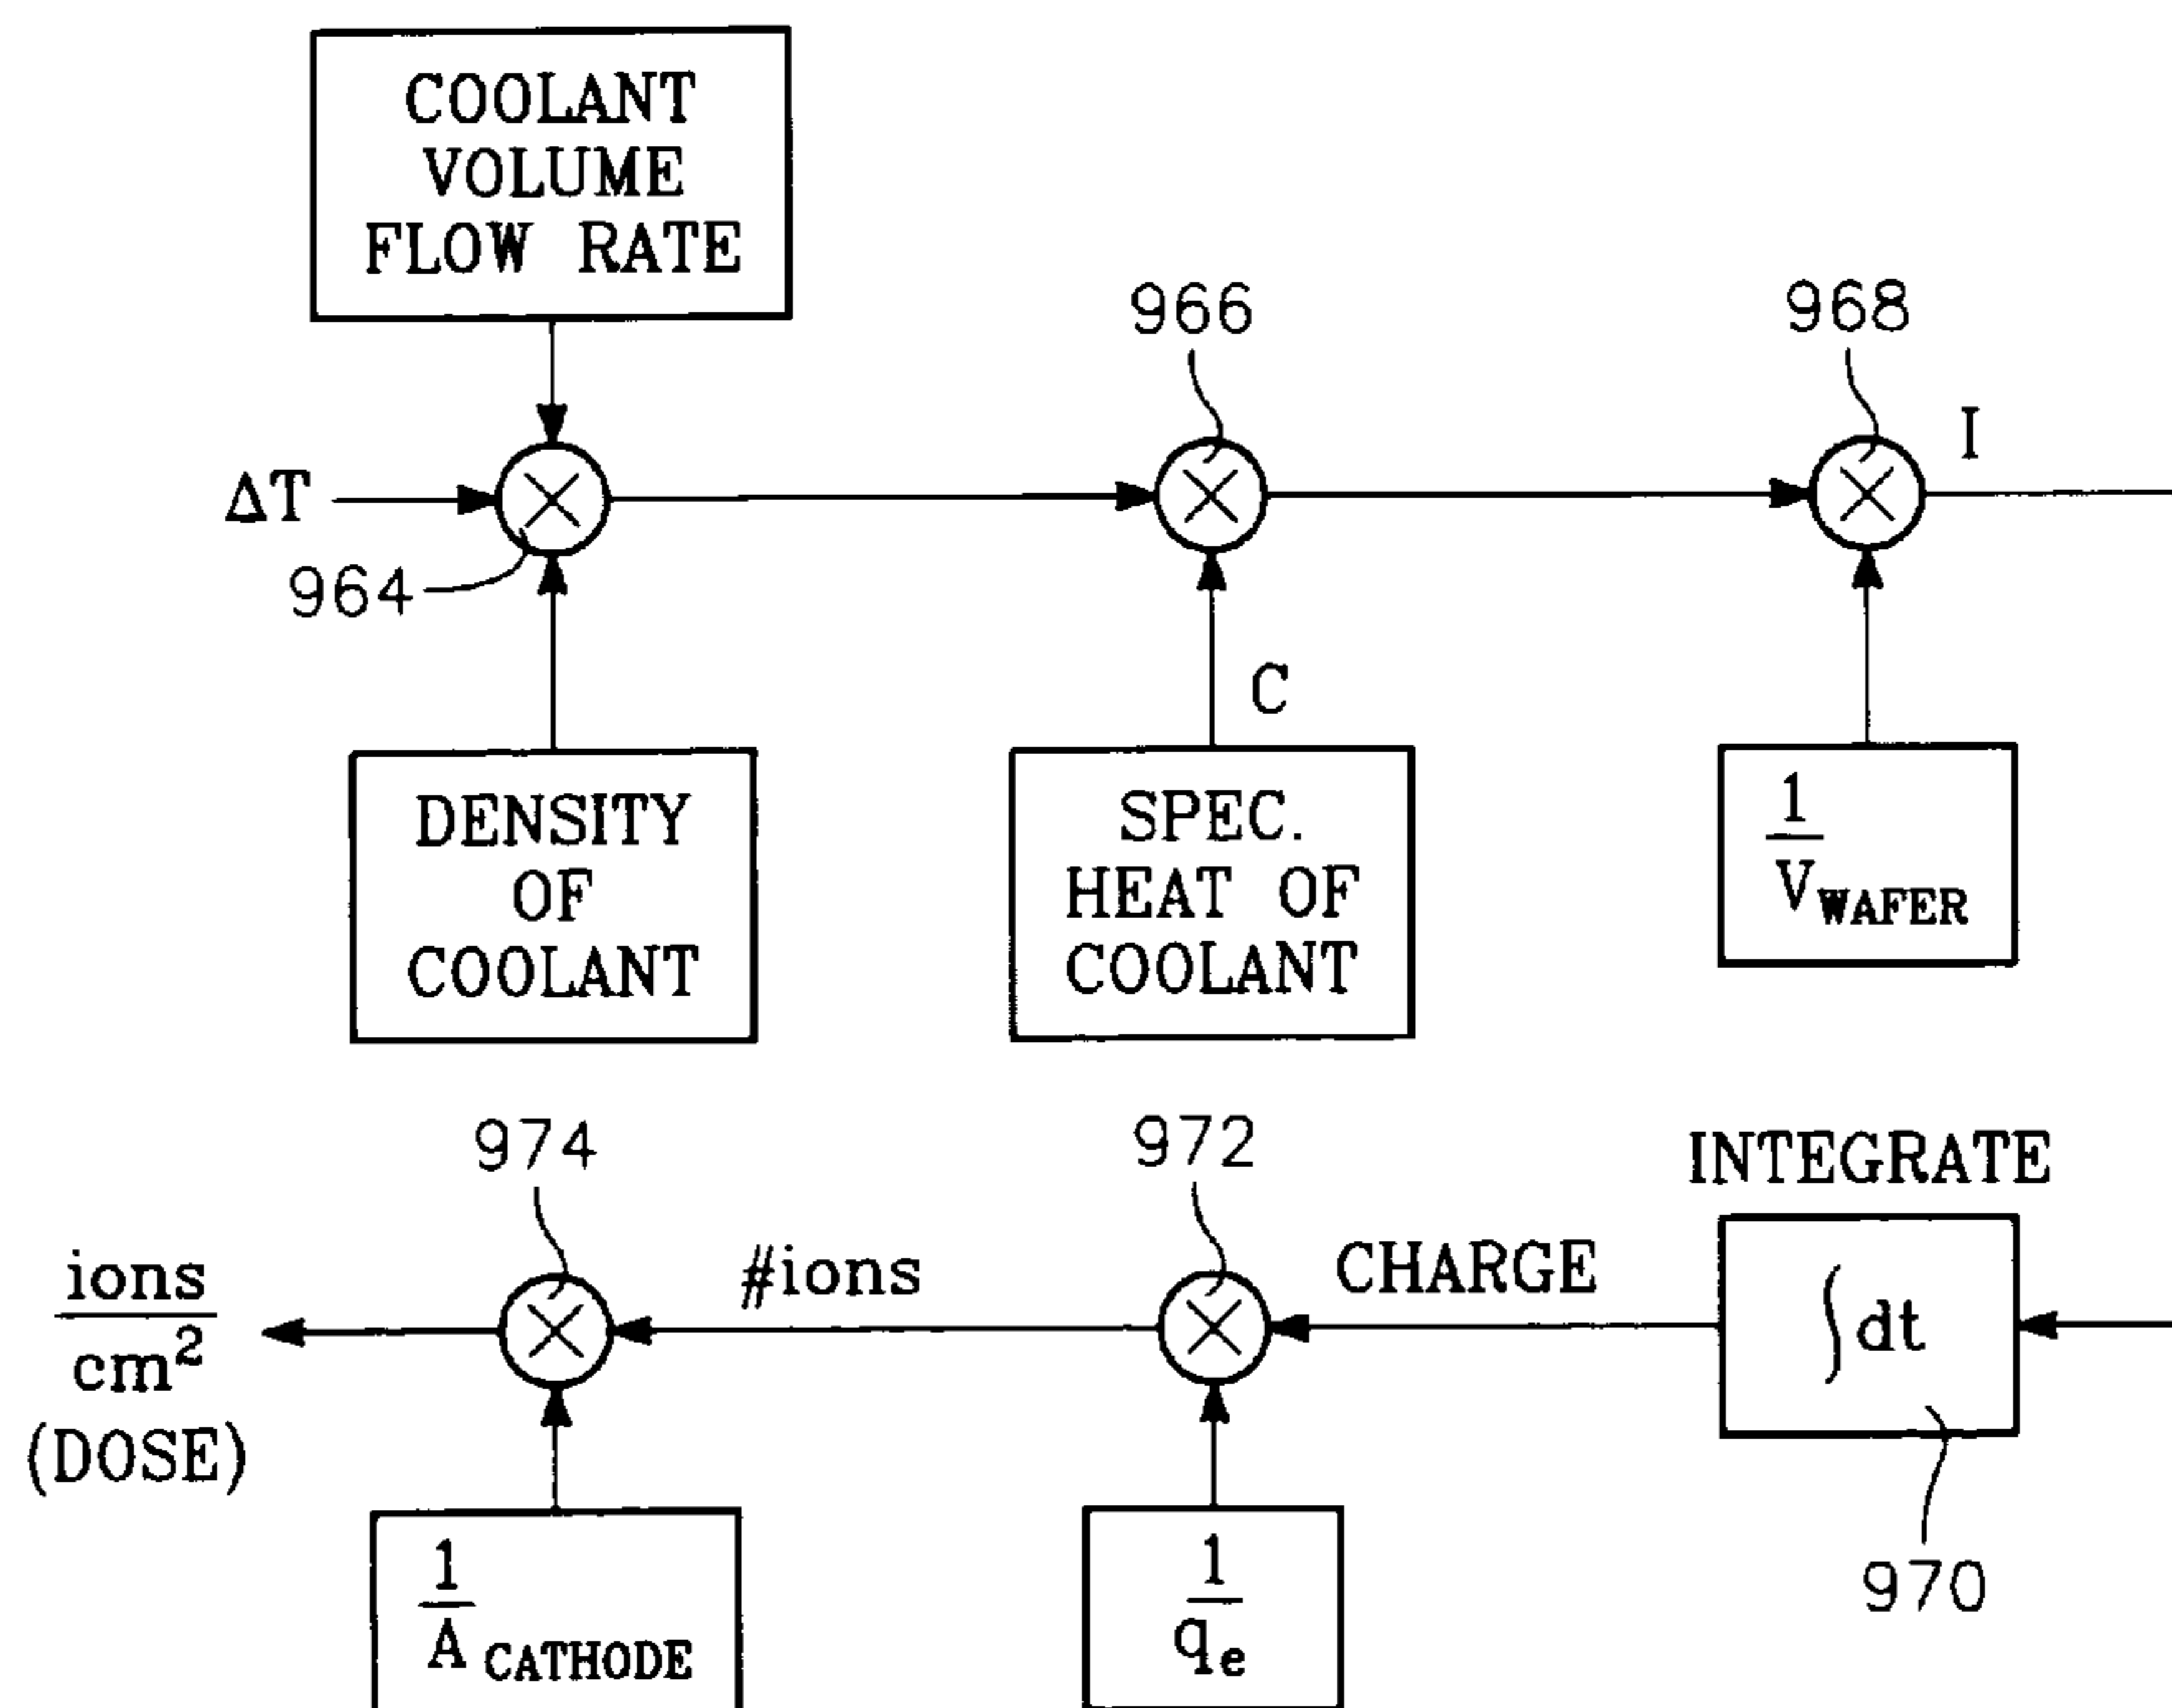 COOLANT
VOLUME
FLOW RATE
966
968
I
ΔT
964
C
DENSITY
OF
COOLANT
SPEC.
HEAT OF
COOLANT
1
V WAFER
974
972
INTEGRATE
ions
cm²
(DOSE)
#ions
CHARGE
∫dt
970
1
A CATHODE
1
qe